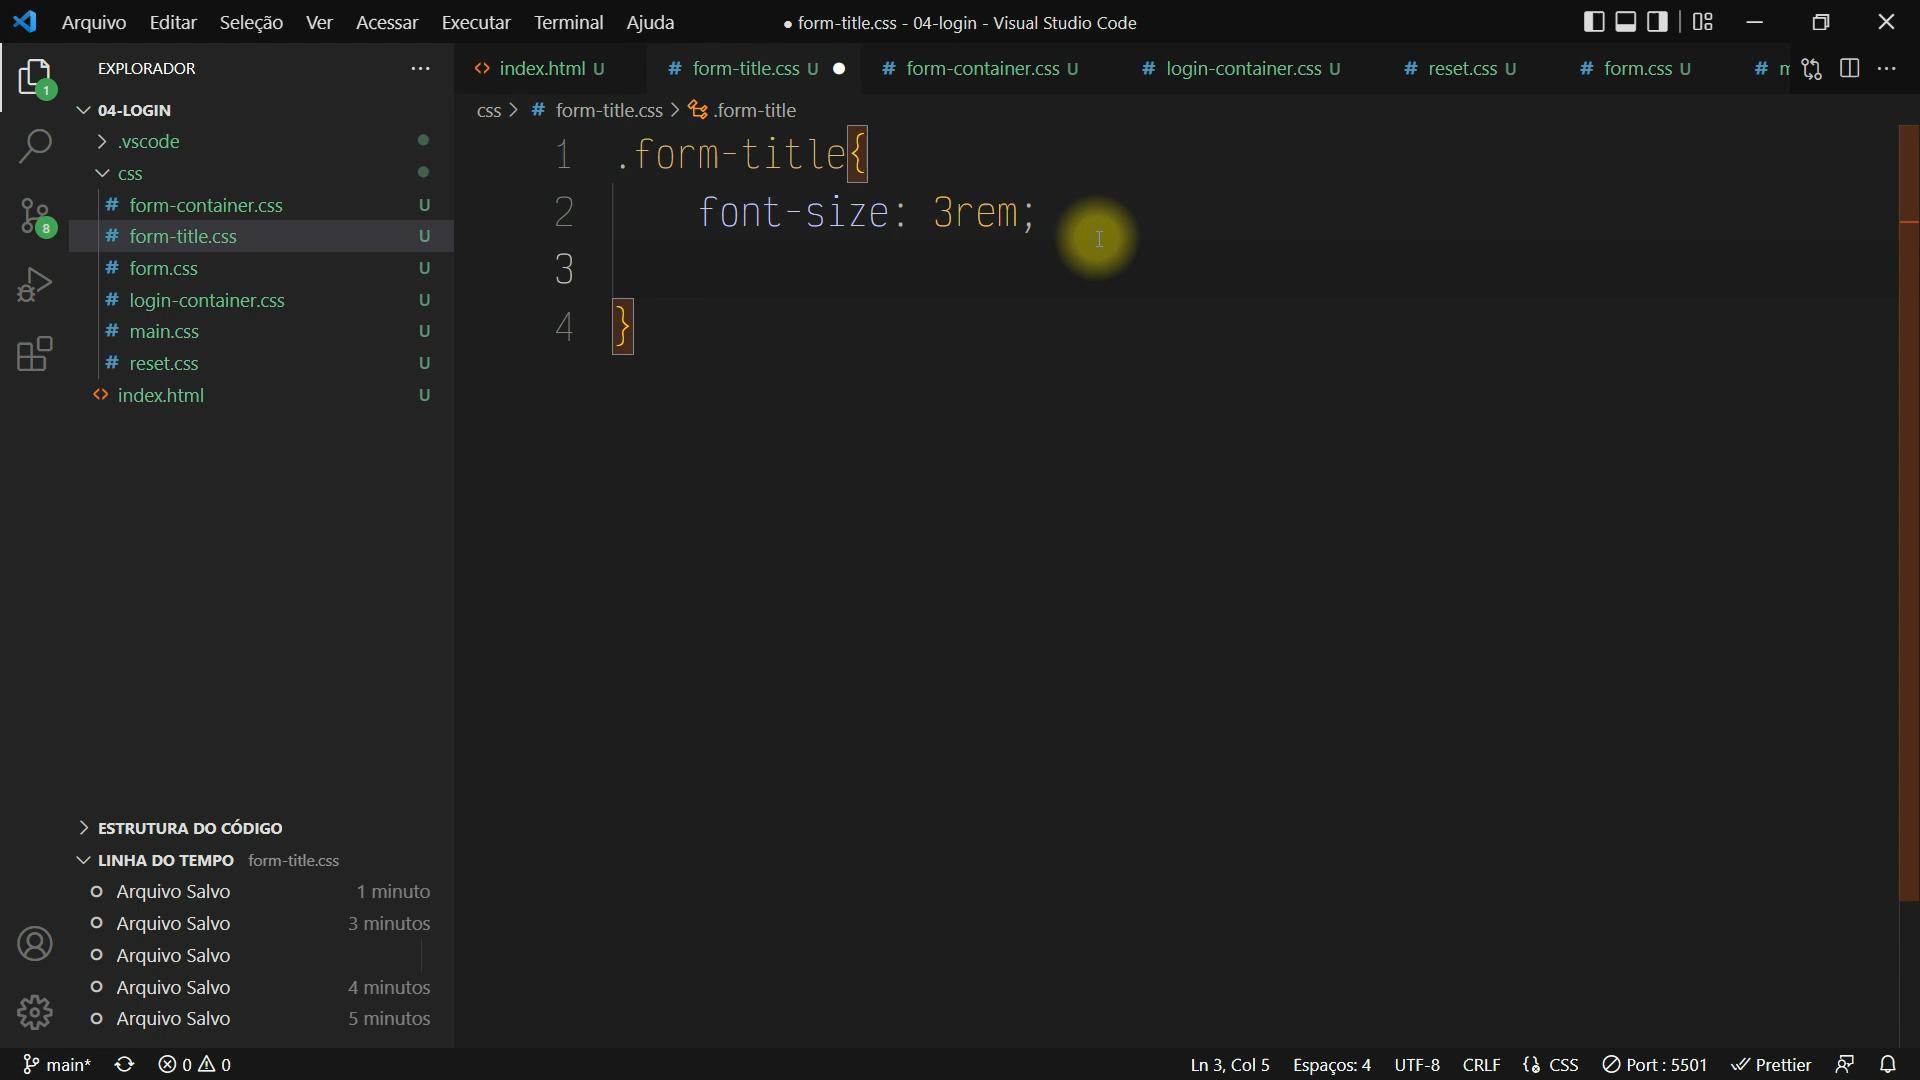 Arquivo Editar Seleção Ver Acessar Executar Terminal Ajuda ● form-title.css - 04-login - Visual Studio Code
EXPLORADOR ···
index.html U # form-title.css U ● # form-container.css U # login-container.css U # reset.css U # form.css U #
1
04-LOGIN
css > # form-title.css > .form-title
.vscode
css
# form-container.css U
# form-title.css U
# form.css U
# login-container.css U
# main.css U
# reset.css U
index.html U
8
1 .form-title{
2 font-size: 3rem;
3
4 }
ESTRUTURA DO CÓDIGO
LINHA DO TEMPO form-title.css
Arquivo Salvo 1 minuto
Arquivo Salvo 3 minutos
Arquivo Salvo
Arquivo Salvo 4 minutos
Arquivo Salvo 5 minutos
main* 0 0 Ln 3, Col 5 Espaços: 4 UTF-8 CRLF {} CSS Port : 5501 Prettier